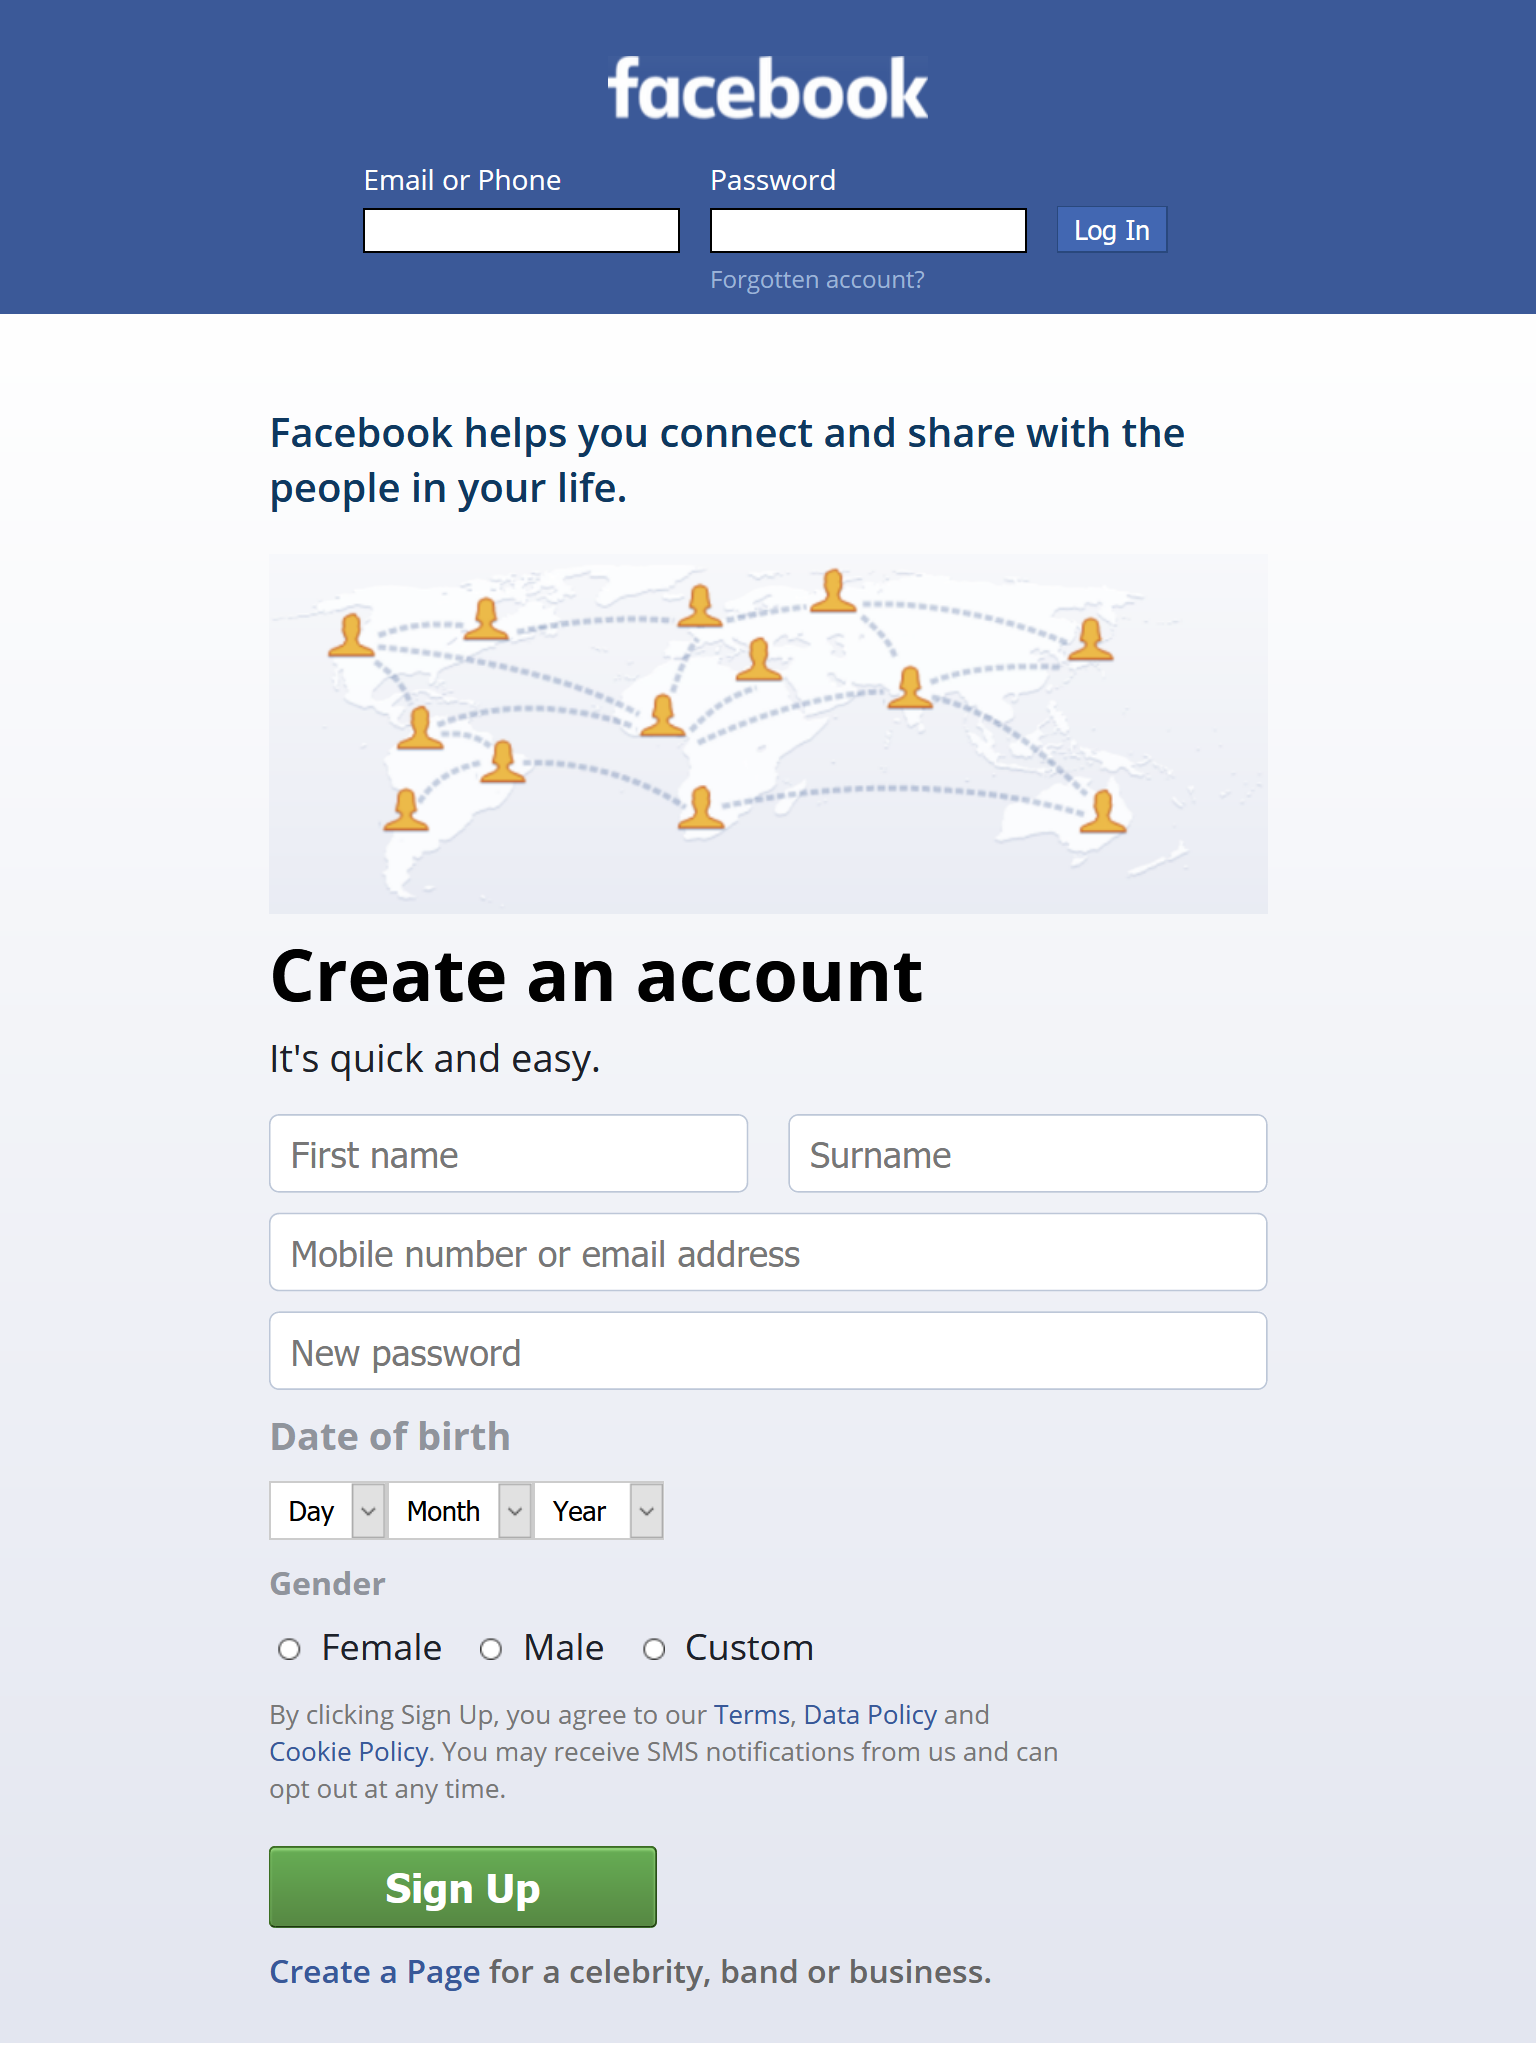 facebook
Email or Phone
Password
Log In
Forgotten account?
Facebook helps you connect and share with the
people in your life.
Create an account
It's quick and easy.
First name
Surname
Mobile number or email address
New password
Date of birth
Day
Month
Year
Gender
Female
Male
Custom
By clicking Sign Up, you agree to our Terms, Data Policy and
Cookie Policy. You may receive SMS notifications from us and can
opt out at any time.
Sign Up
Create a Page for a celebrity, band or business.